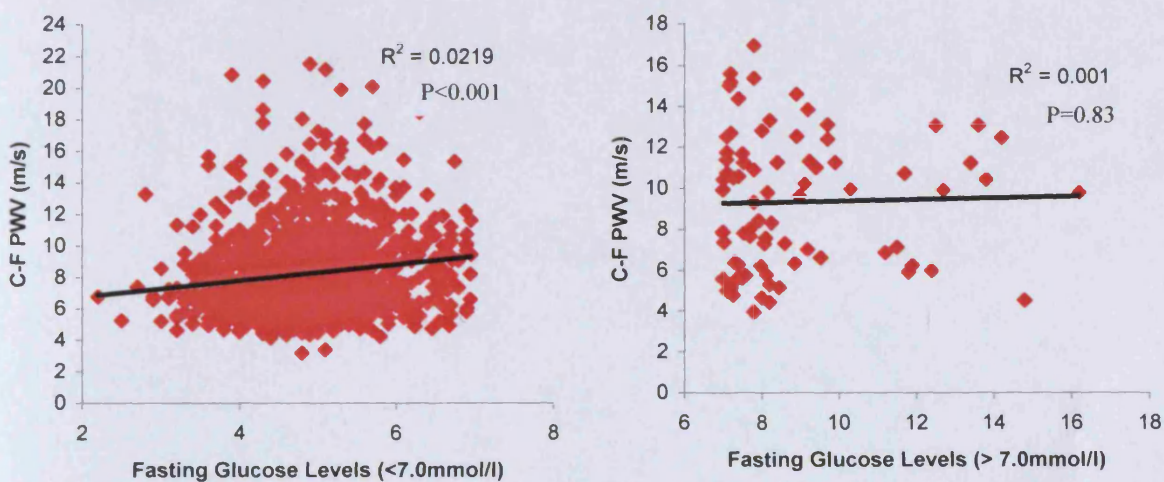 24
22
20
18
16
14
12
10
8
6
4
2
0
C-F PWV (m/s)
R² = 0.0219
P<0.001
2 4 6 8
Fasting Glucose Levels (<7.0mmol/l)
18
16
14
12
10
8
6
4
2
0
C-F PWV (m/s)
R² = 0.001
P=0.83
6 8 10 12 14 16 18
Fasting Glucose Levels (> 7.0mmol/l)